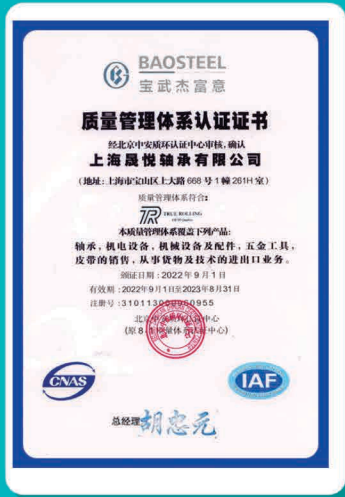 BAOSTEEL
宝武杰富意
质量管理体系认证证书
经北京中安质环认证中心审核,确认
上海晟悦轴承有限公司
(地址:上海市宝山区上大路668号1幢261H室)
质量管理体系符合:
TRUE ROLLING
本质量管理体系覆盖下列产品:
轴承,机电设备,机械设备及配件,五金工具,
皮带的销售,从事货物及技术的进出口业务。
颁证日期:2022年9月1日
有效期:2022年9月1日至2023年8月31日
注册号:310113000950955
CNAS
IAF
总经理 胡忠元